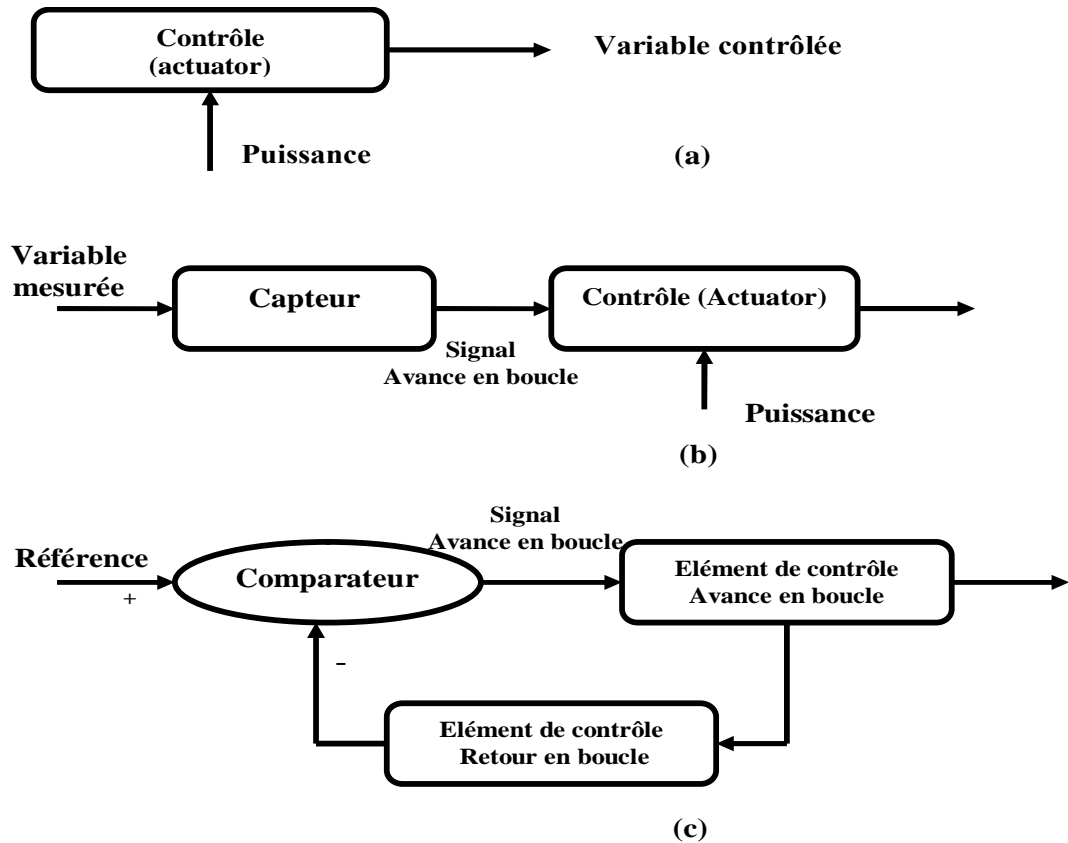 Contrôle
(actuator)
Variable contrôlée
Puissance
(a)
Variable
mesurée
Capteur
Contrôle (Actuator)
Signal
Avance en boucle
Puissance
(b)
Signal
Avance en boucle
Référence
+
Comparateur
Elément de contrôle
Avance en boucle
-
Elément de contrôle
Retour en boucle
(c)